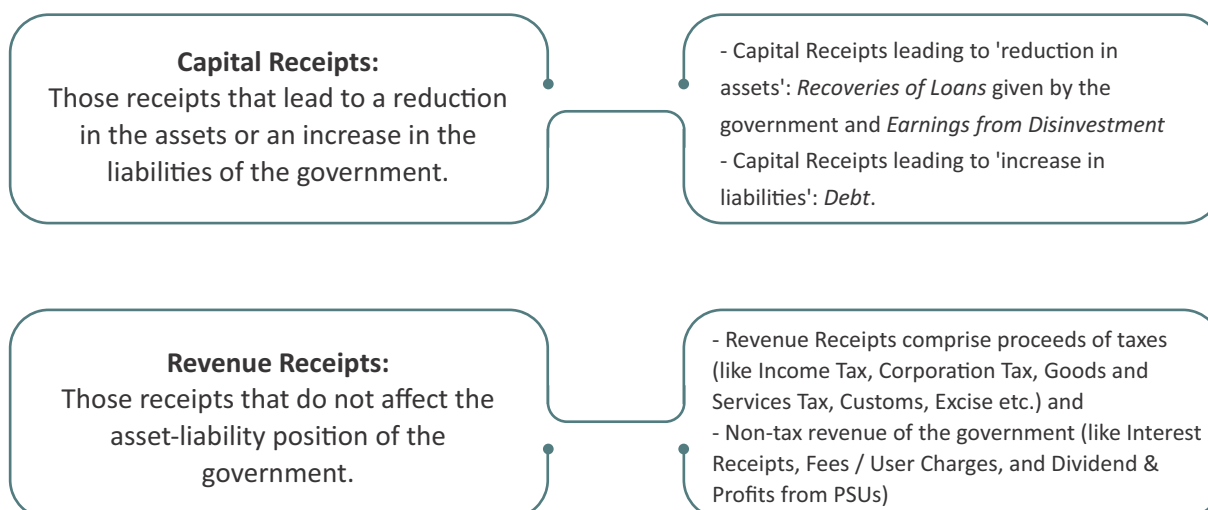 Capital Receipts:
Those receipts that lead to a reduction
in the assets or an increase in the
liabilities of the government.
- Capital Receipts leading to 'reduction in
assets': Recoveries of Loans given by the
government and Earnings from Disinvestment
- Capital Receipts leading to 'increase in
liabilities': Debt.
Revenue Receipts:
Those receipts that do not affect the
asset-liability position of the
government.
- Revenue Receipts comprise proceeds of taxes
(like Income Tax, Corporation Tax, Goods and
Services Tax, Customs, Excise etc.) and
- Non-tax revenue of the government (like Interest
Receipts, Fees / User Charges, and Dividend &
Profits from PSUs)